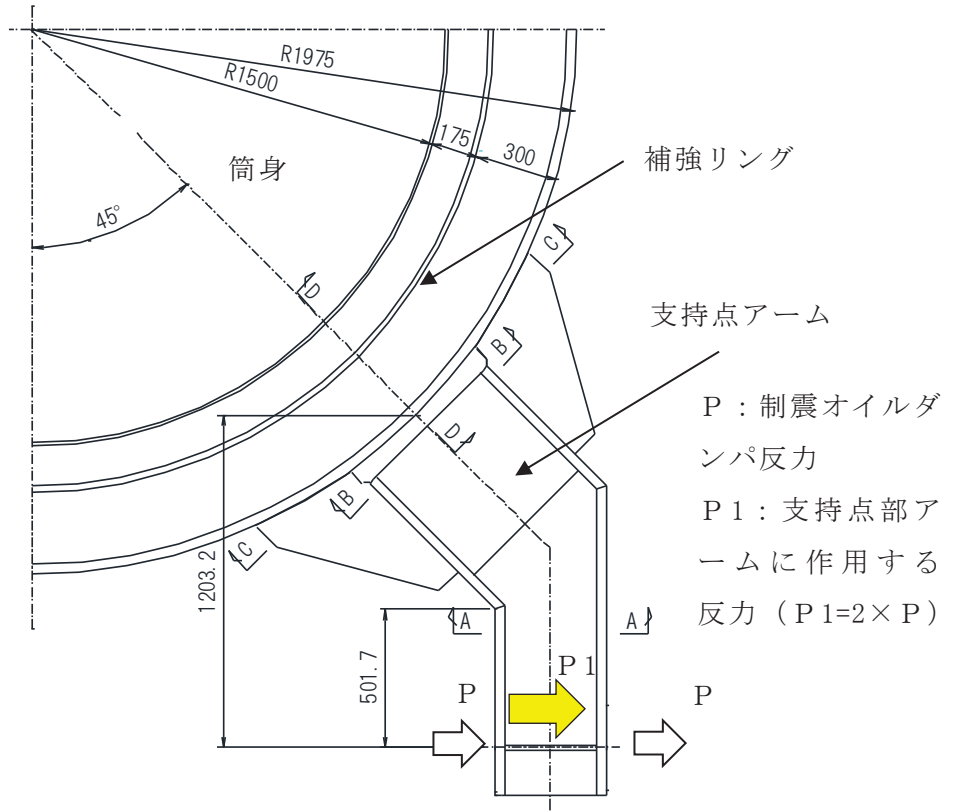 R1975
R1500
175
300
筒身
補強リング
45°
C
D
支持点アーム
B
P：制震オイルダ
ンパ反力
D
P1：支持点部ア
ームに作用する
反力（P1=2×P）
B
C
1203.2
A
A
501.7
P1
P
P